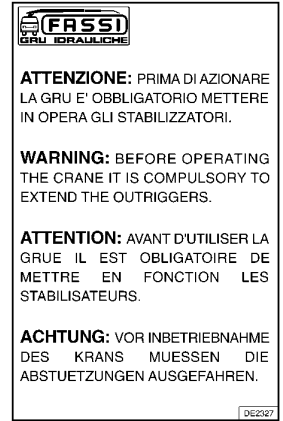 FASSI
GRU IDRAULICHE
ATTENZIONE: PRIMA DI AZIONARE
LA GRU E' OBBLIGATORIO METTERE
IN OPERA GLI STABILIZZATORI.
WARNING: BEFORE OPERATING
THE CRANE IT IS COMPULSORY TO
EXTEND THE OUTRIGGERS.
ATTENTION: AVANT D'UTILISER LA
GRUE IL EST OBLIGATOIRE DE
METTRE EN FONCTION LES
STABILISATEURS.
ACHTUNG: VOR INBETRIEBNAHME
DES KRANS MUESSEN DIE
ABSTUETZUNGEN AUSGEFAHREN.
DE2327